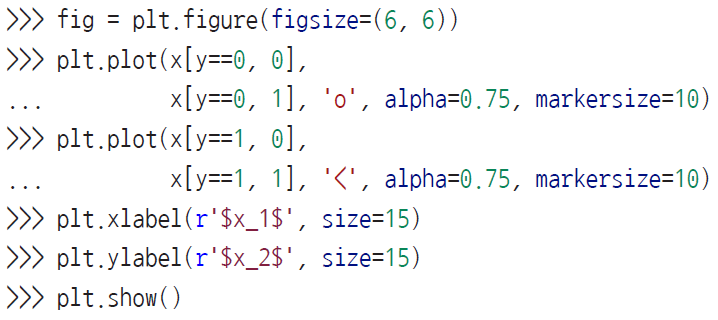 >>> fig = plt.figure(figsize=(6, 6))
>>> plt.plot(x[y==0, 0],
...          x[y==0, 1], 'o', alpha=0.75, markersize=10)
>>> plt.plot(x[y==1, 0],
...          x[y==1, 1], '<', alpha=0.75, markersize=10)
>>> plt.xlabel(r'$x_1$', size=15)
>>> plt.ylabel(r'$x_2$', size=15)
>>> plt.show()